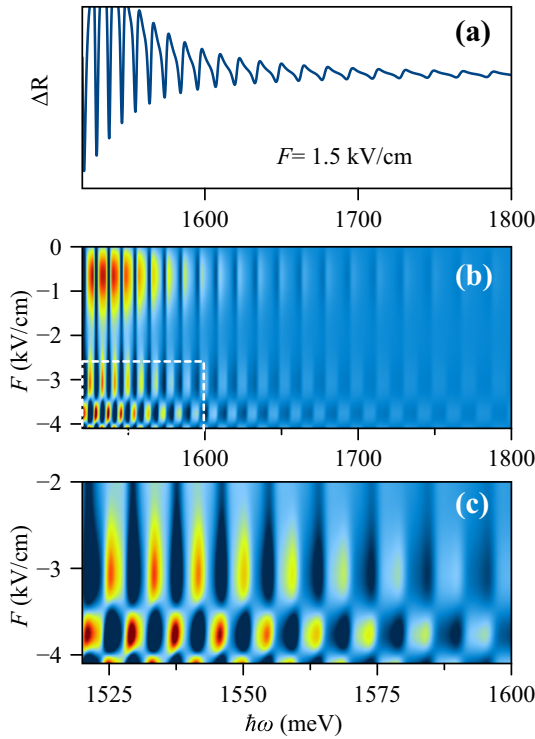 (a)
ΔR
F= 1.5 kV/cm
1600 1700 1800
(b)
F (kV/cm)
0
−1
−2
−3
−4
1600 1700 1800
(c)
F (kV/cm)
−2
−3
−4
1525 1550 1575 1600
ℏω (meV)